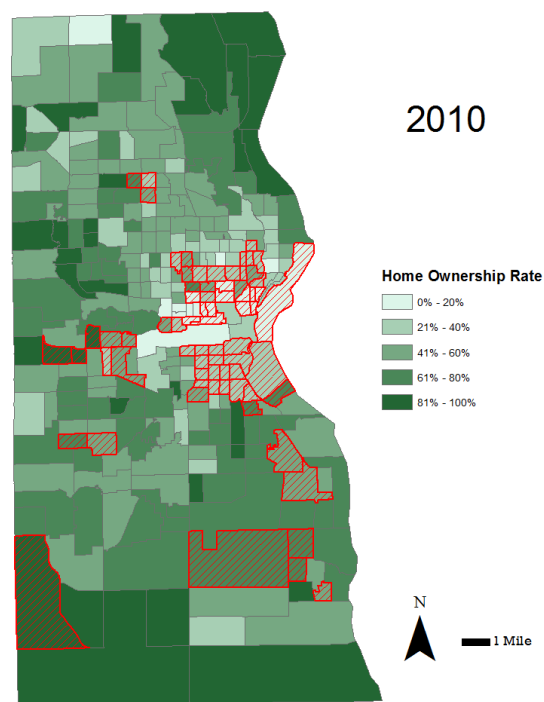 2010
Home Ownership Rate
0% - 20%
21% - 40%
41% - 60%
61% - 80%
81% - 100%
N
1 Mile